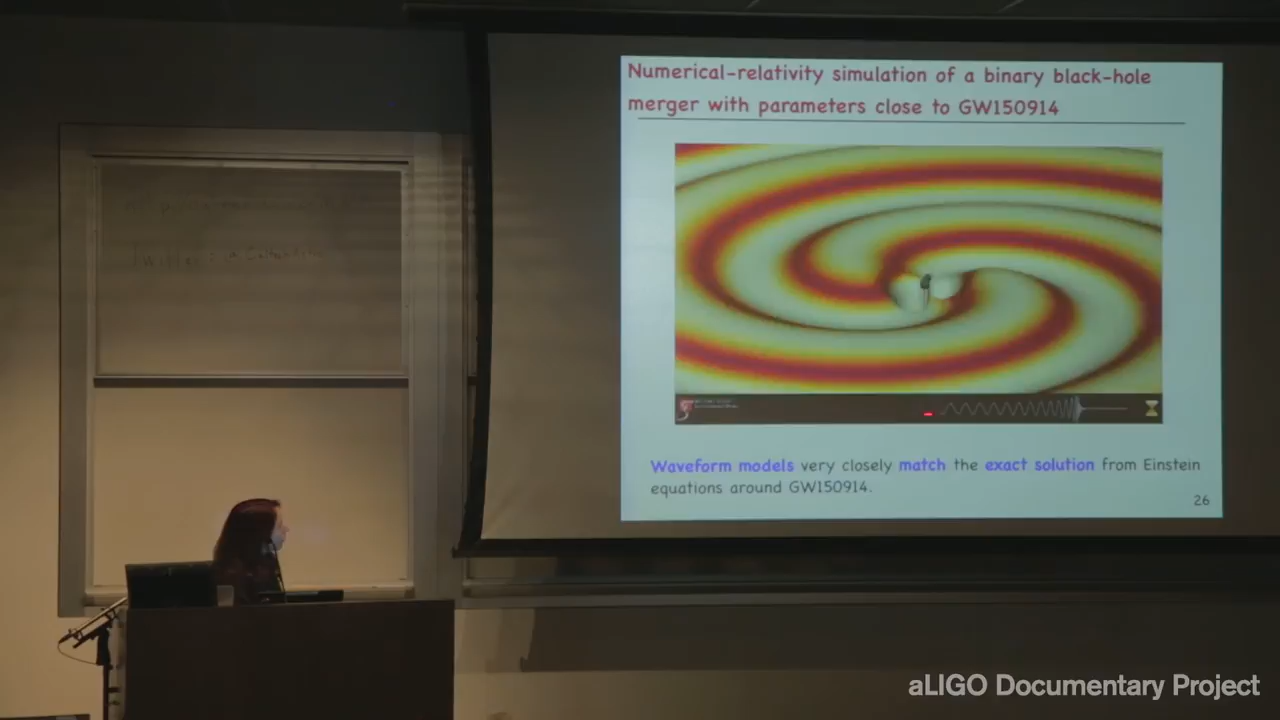 Numerical-relativity simulation of a binary black-hole
merger with parameters close to GW150914
Waveform models very closely match the exact solution from Einstein
equations around GW150914.
26
aLIGO Documentary Project